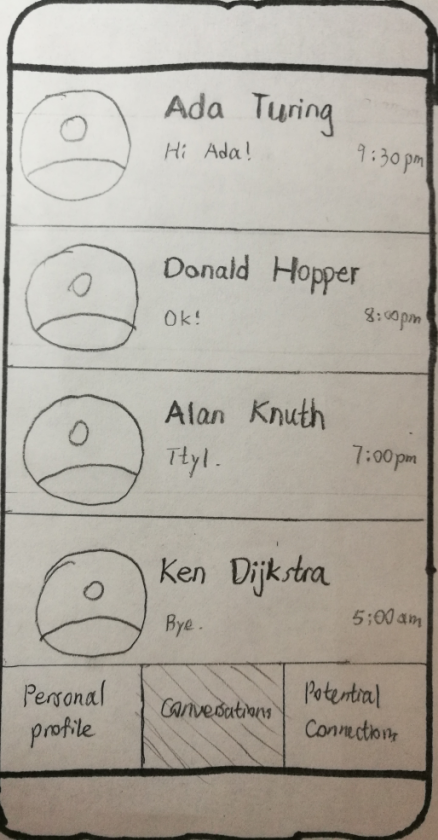 Ada Turing
Hi Ada!
9:30pm
Donald Hopper
Ok!
8:00pm
Alan Knuth
Ttyl.
7:00pm
Ken Dijkstra
Bye.
5:00am
Personal
profile
Conversations
Potential
Connections